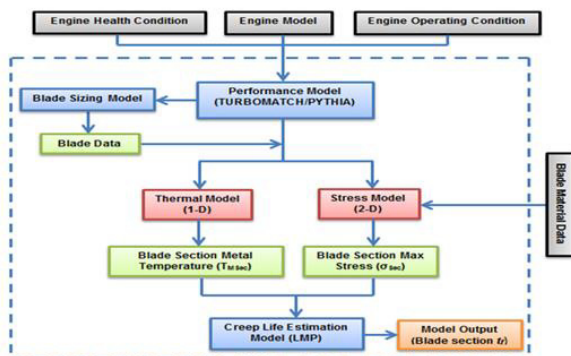 Engine Health Condition
Engine Model
Engine Operating Condition
Performance Model
(TURBOMATCH/PYTHIA)
Blade Sizing Model
Blade Data
Thermal Model
(1-D)
Stress Model
(2-D)
Blade Material Data
Blade Section Metal
Temperature (TM Sec)
Blade Section Max
Stress (σSec)
Creep Life Estimation
Model (LMP)
Model Output
(Blade section tf)